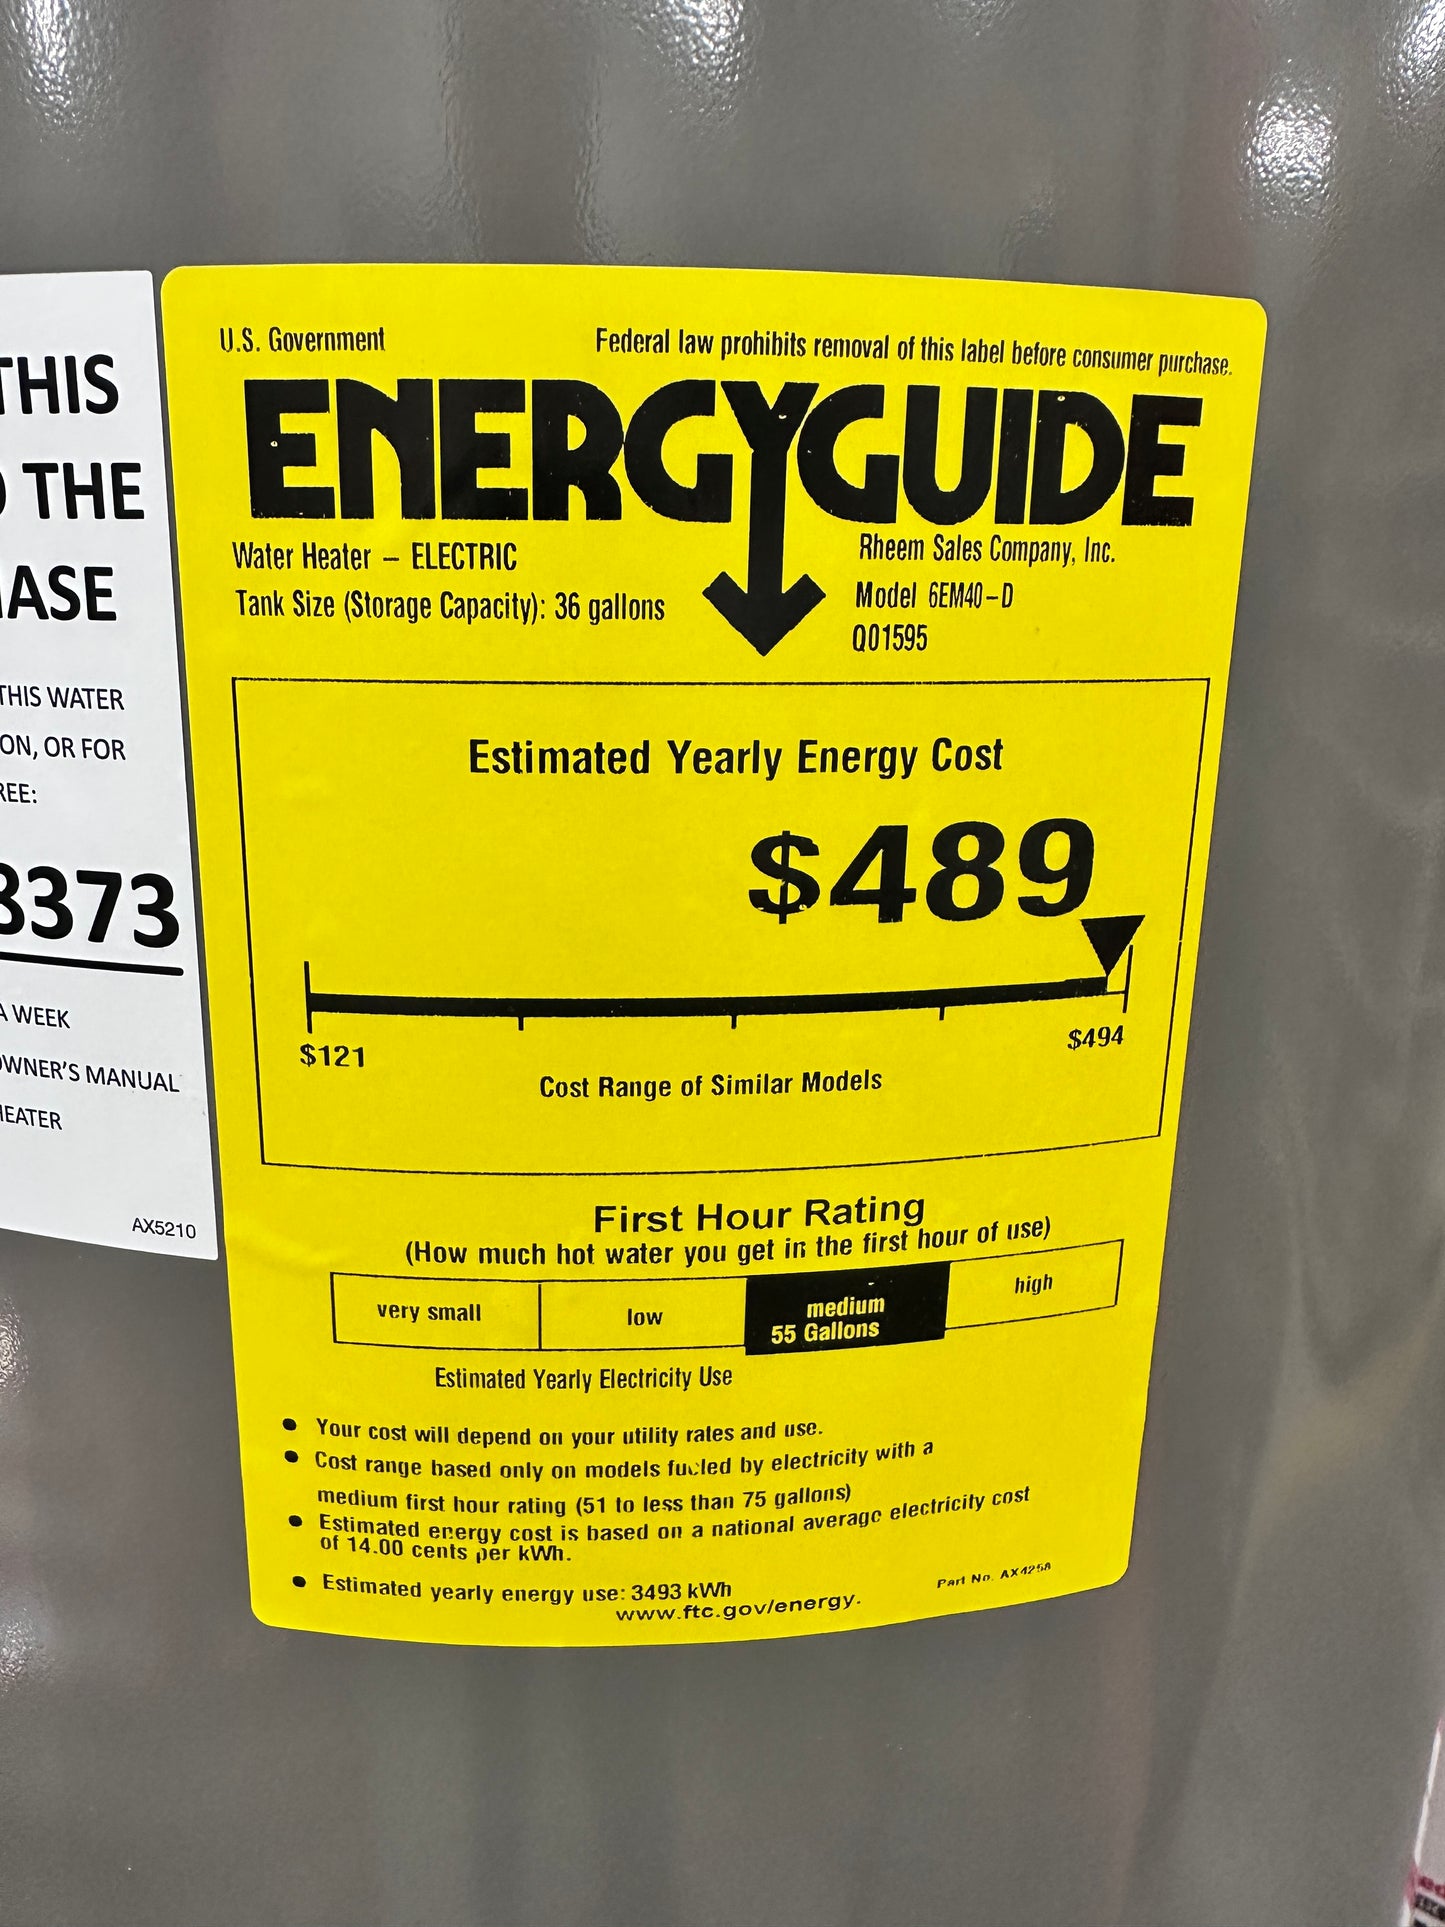 THIS
THE
THIS WATER
ON, OR FOR
8373
A WEEK
OWNER'S MANUAL
AX5210
U.S. Government
Federal law prohibits removal of this label before consumer purchase.
ENERGYGUIDE
Water Heater – ELECTRIC
Tank Size (Storage Capacity): 36 gallons
Rheem Sales Company, Inc.
Model 6EM40-D
Q01595
Estimated Yearly Energy Cost
$489
$121
$494
Cost Range of Similar Models
First Hour Rating
(How much hot water you get in the first hour of use)
very small
low
medium
55 Gallons
high
Estimated Yearly Electricity Use
● Your cost will depend on your utility rates and use.
● Cost range based only on models fueled by electricity with a
medium first hour rating (51 to less than 75 gallons)
● Estimated energy cost is based on a national average electricity cost
of 14.00 cents per kWh.
● Estimated yearly energy use: 3493 kWh
www.ftc.gov/energy.
Part No. AX425A